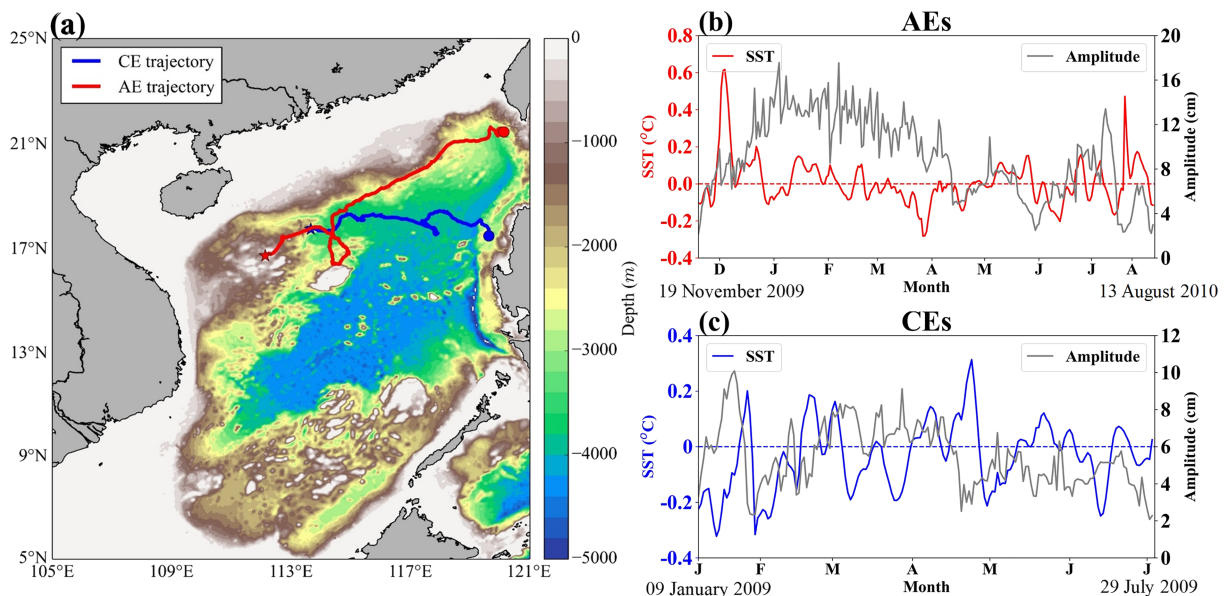 (a)
25°N
21°N
17°N
13°N
9°N
5°N
105°E
109°E
113°E
117°E
121°E
CE trajectory
AE trajectory
0
−1000
−2000
−3000
−4000
−5000
Depth (m)
(b) AEs
SST
Amplitude
0.8
0.6
0.4
0.2
0.0
-0.2
-0.4
SST (°C)
20
16
12
8
4
0
Amplitude (cm)
D J F M A M J J A
19 November 2009 Month 13 August 2010
(c) CEs
SST
Amplitude
0.4
0.2
0
-0.2
-0.4
SST (°C)
12
10
8
6
4
2
0
Amplitude (cm)
J F M A M J J
09 January 2009 Month 29 July 2009